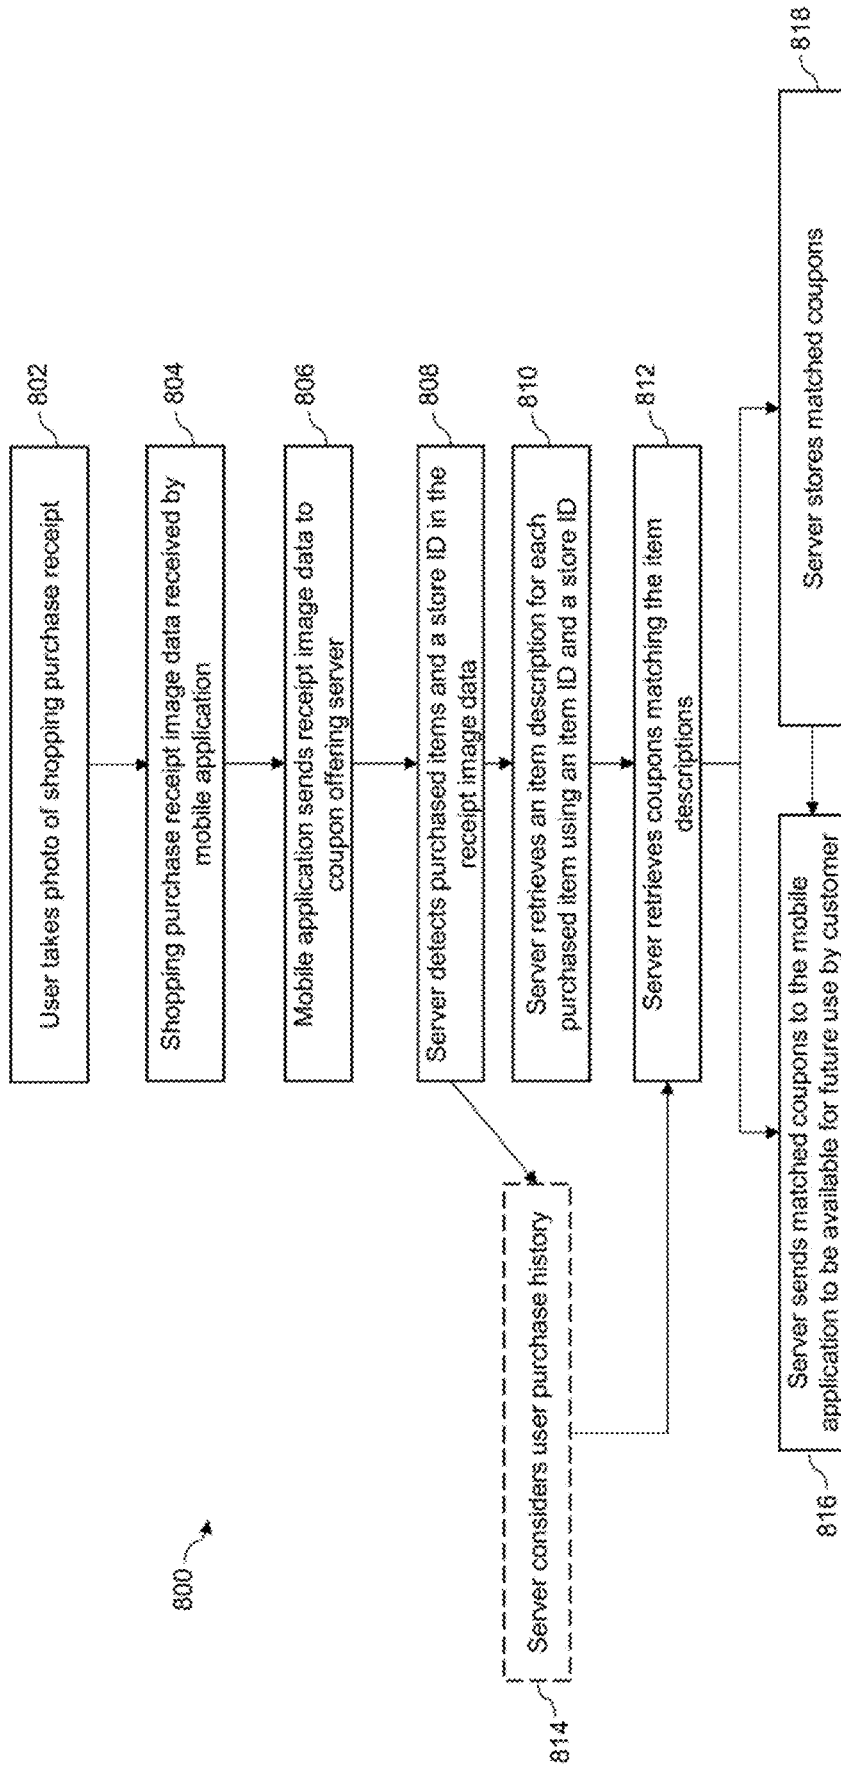 800
User takes photo of shopping purchase receipt
802
Shopping purchase receipt image data received by
mobile application
804
Mobile application sends receipt image data to
coupon offering server
806
Server detects purchased items and a store ID in the
receipt image data
808
Server retrieves an item description for each
purchased item using an item ID and a store ID
810
Server considers user purchase history
814
Server retrieves coupons matching the item
descriptions
812
Server sends matched coupons to the mobile
application to be available for future use by customer
816
Server stores matched coupons
818